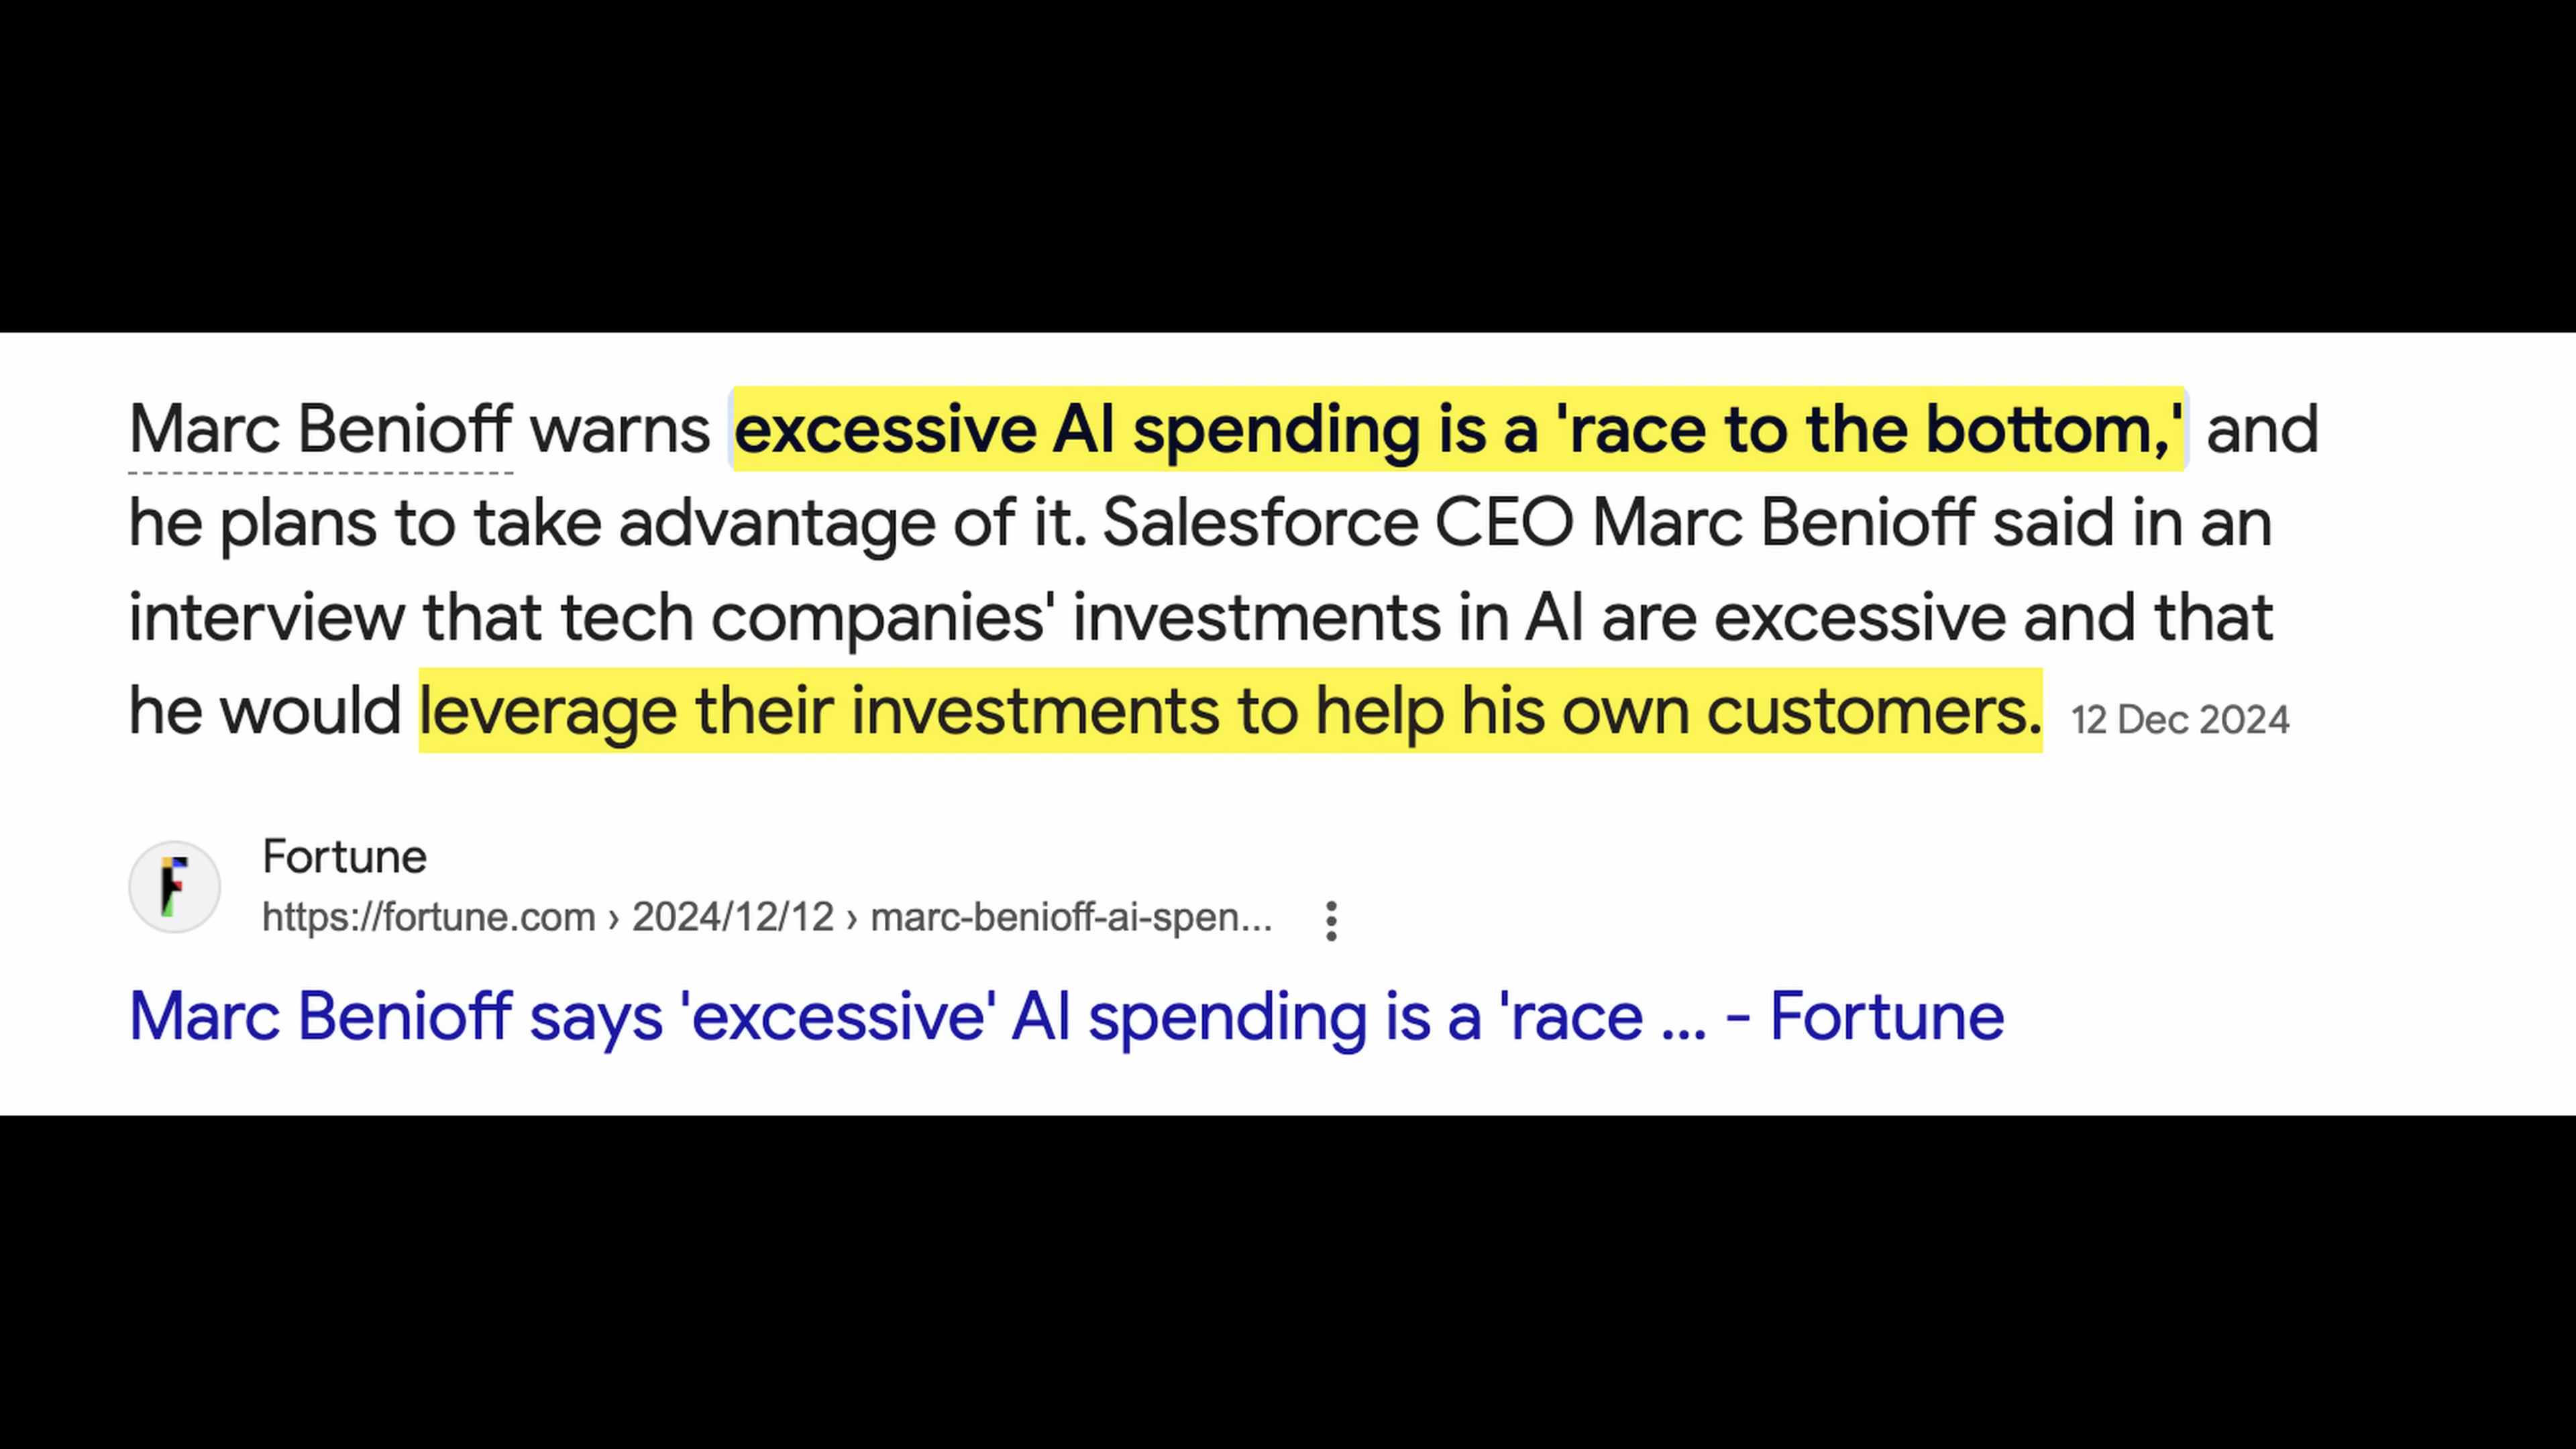 Marc Benioff warns excessive AI spending is a 'race to the bottom,' and
he plans to take advantage of it. Salesforce CEO Marc Benioff said in an
interview that tech companies' investments in AI are excessive and that
he would leverage their investments to help his own customers. 12 Dec 2024
F
Fortune
https://fortune.com › 2024/12/12 › marc-benioff-ai-spen...
Marc Benioff says 'excessive' AI spending is a 'race ... - Fortune